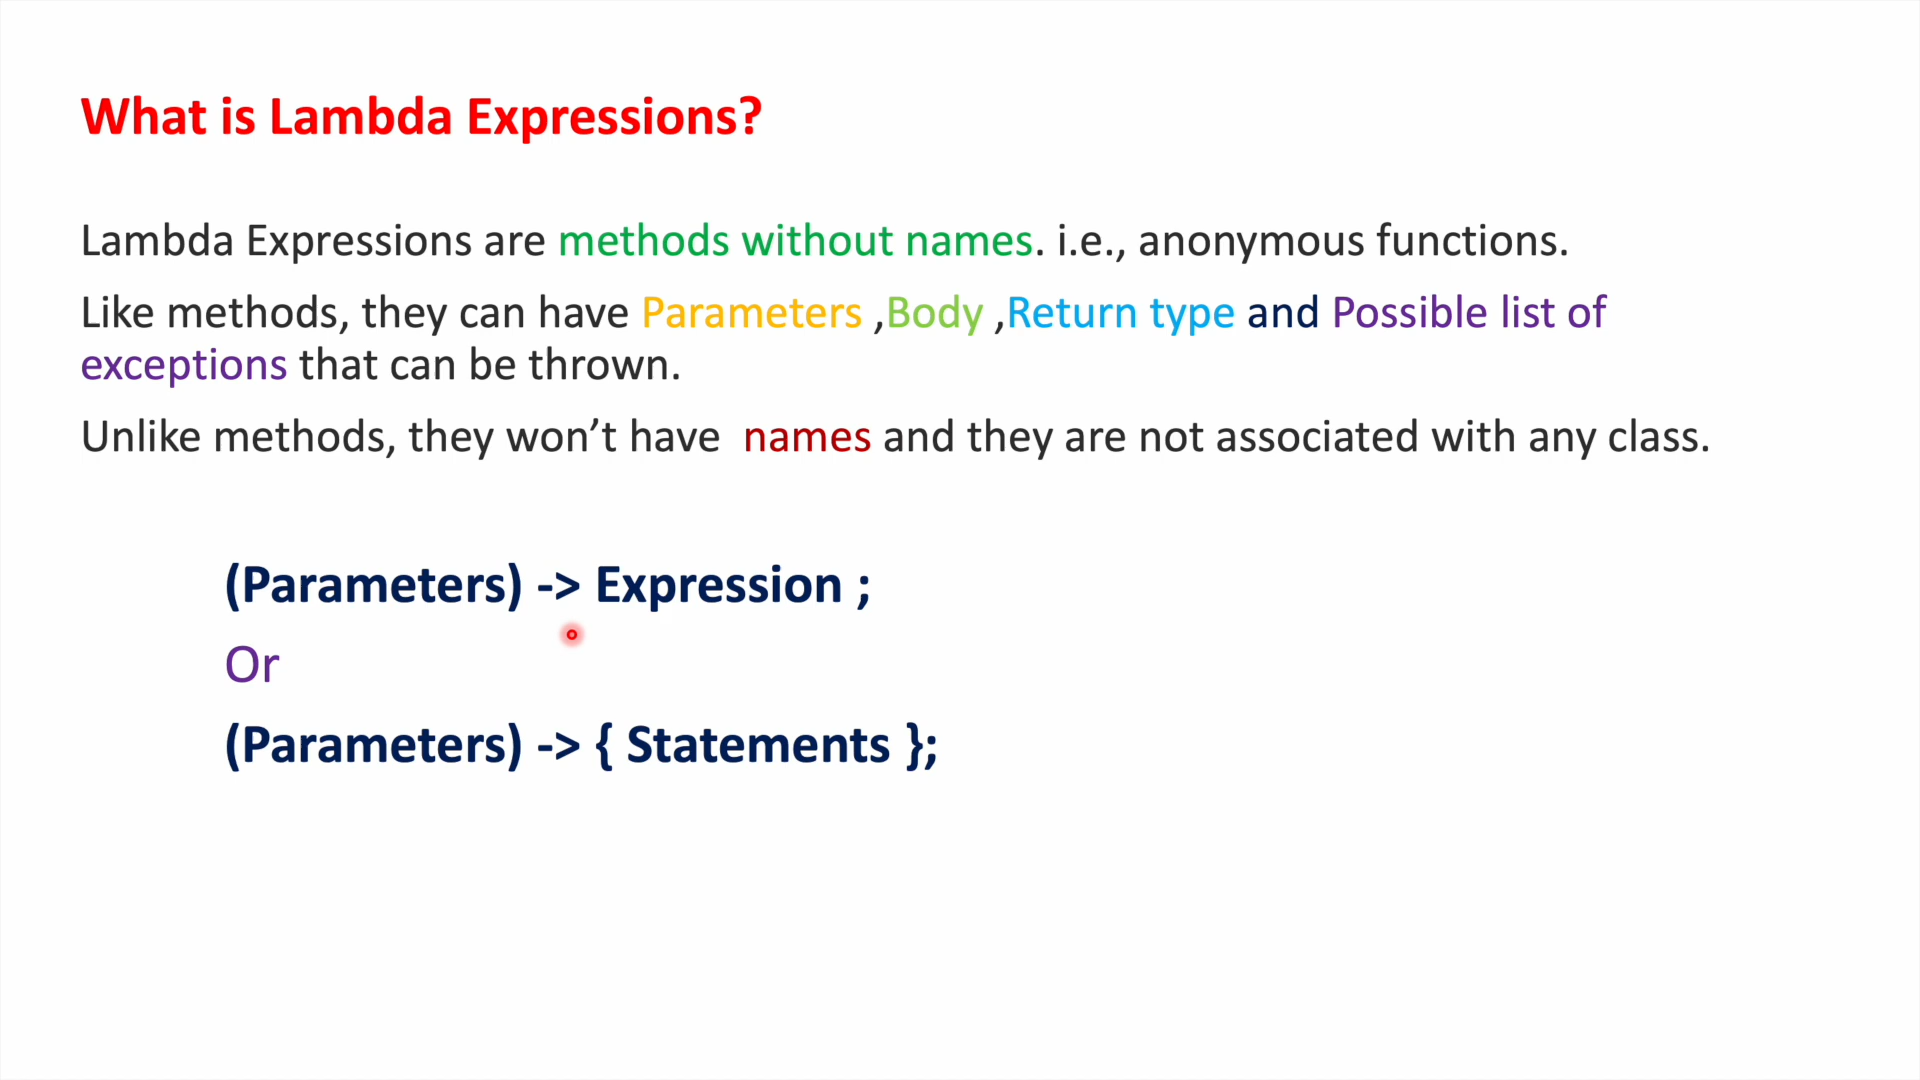 What is Lambda Expressions?
Lambda Expressions are methods without names. i.e., anonymous functions.
Like methods, they can have Parameters ,Body ,Return type and Possible list of
exceptions that can be thrown.
Unlike methods, they won’t have  names and they are not associated with any class.
(Parameters) -> Expression ;
Or
(Parameters) -> { Statements };